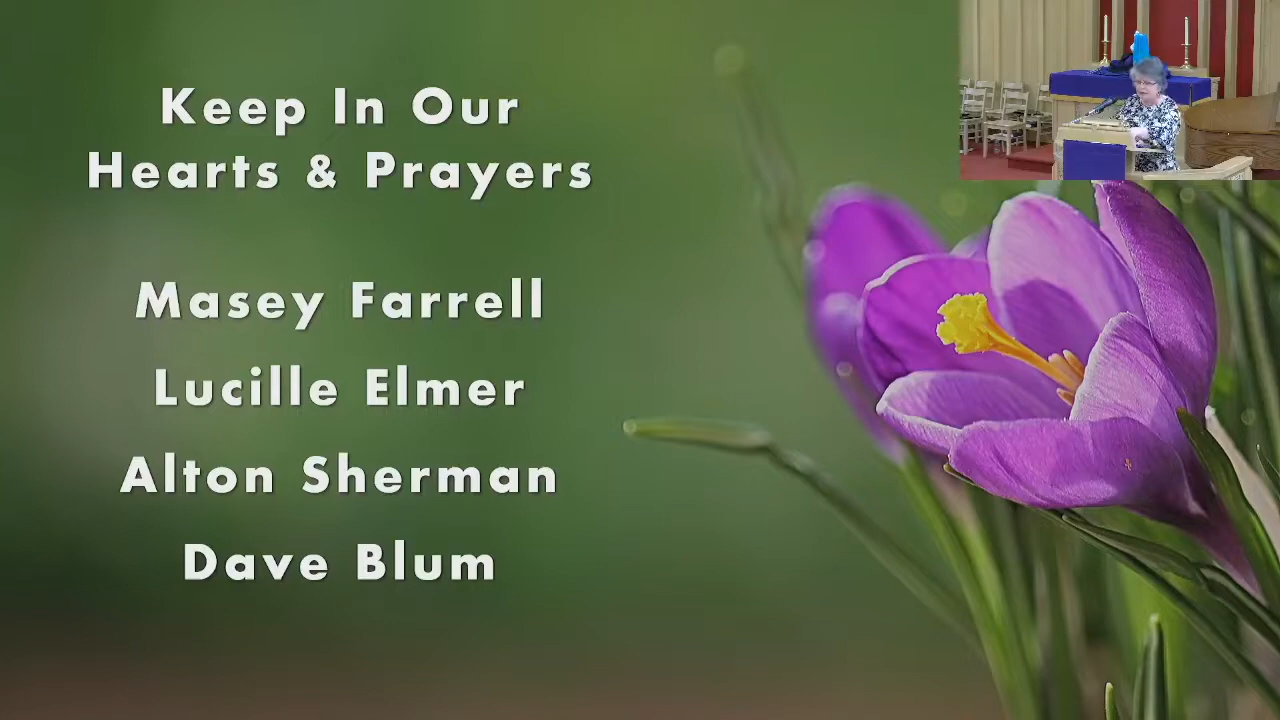 Keep In Our
Hearts & Prayers
Masey Farrell
Lucille Elmer
Alton Sherman
Dave Blum